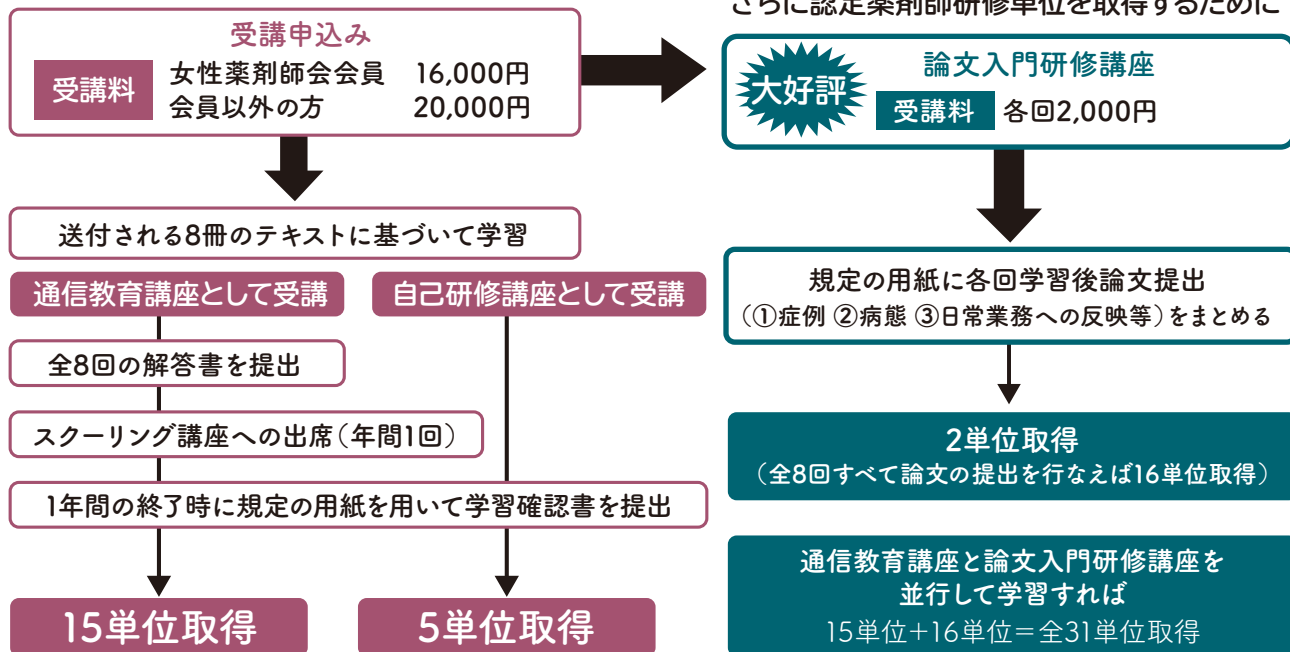 受講申込み
受講料
女性薬剤師会会員 16,000円
会員以外の方 20,000円
送付される8冊のテキストに基づいて学習
通信教育講座として受講
自己研修講座として受講
全8回の解答書を提出
スクーリング講座への出席(年間1回)
1年間の終了時に規定の用紙を用いて学習確認書を提出
15単位取得
5単位取得
さらに認定薬剤師研修単位を取得するために
大好評
論文入門研修講座
受講料 各回2,000円
規定の用紙に各回学習後論文提出
(①症例 ②病態 ③日常業務への反映等)をまとめる
2単位取得
(全8回すべて論文の提出を行なえば16単位取得)
通信教育講座と論文入門研修講座を
並行して学習すれば
15単位+16単位=全31単位取得